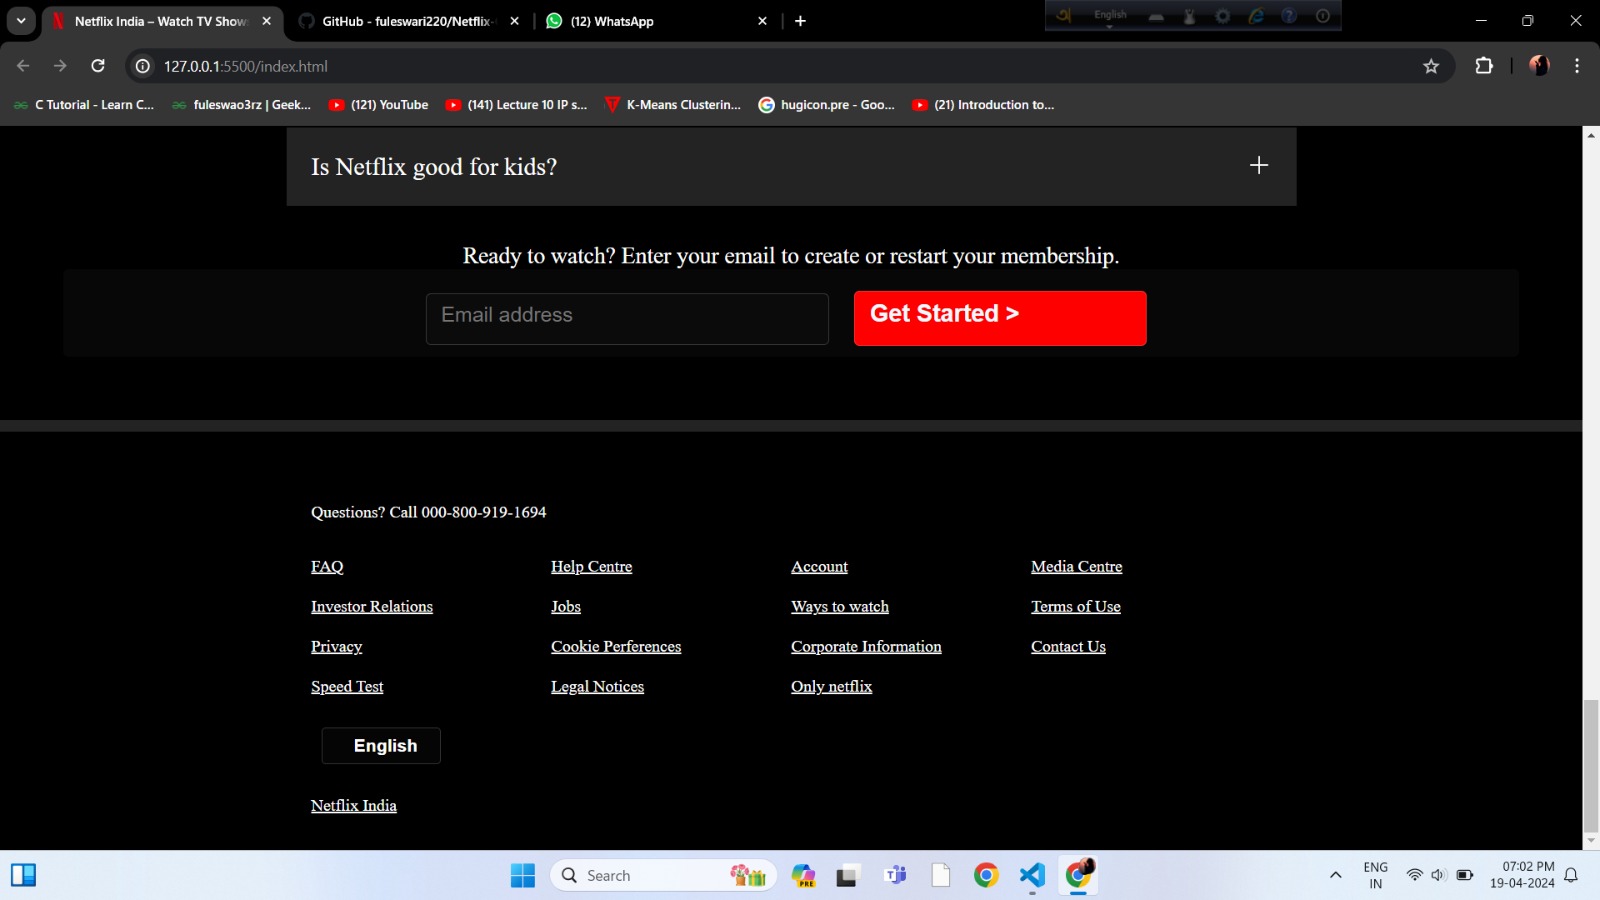 Netflix India – Watch TV Show
GitHub - fuleswari220/Netflix-
(12) WhatsApp
English
127.0.0.1:5500/index.html
C Tutorial - Learn C...
fuleswao3rz | Geek...
(121) YouTube
(141) Lecture 10 IP s...
K-Means Clusterin...
hugicon.pre - Goo...
(21) Introduction to...
Is Netflix good for kids?
Ready to watch? Enter your email to create or restart your membership.
Email address
Get Started >
Questions? Call 000-800-919-1694
FAQ
Help Centre
Account
Media Centre
Investor Relations
Jobs
Ways to watch
Terms of Use
Privacy
Cookie Perferences
Corporate Information
Contact Us
Speed Test
Legal Notices
Only netflix
English
Netflix India
Search
PRE
ENG
IN
07:02 PM
19-04-2024